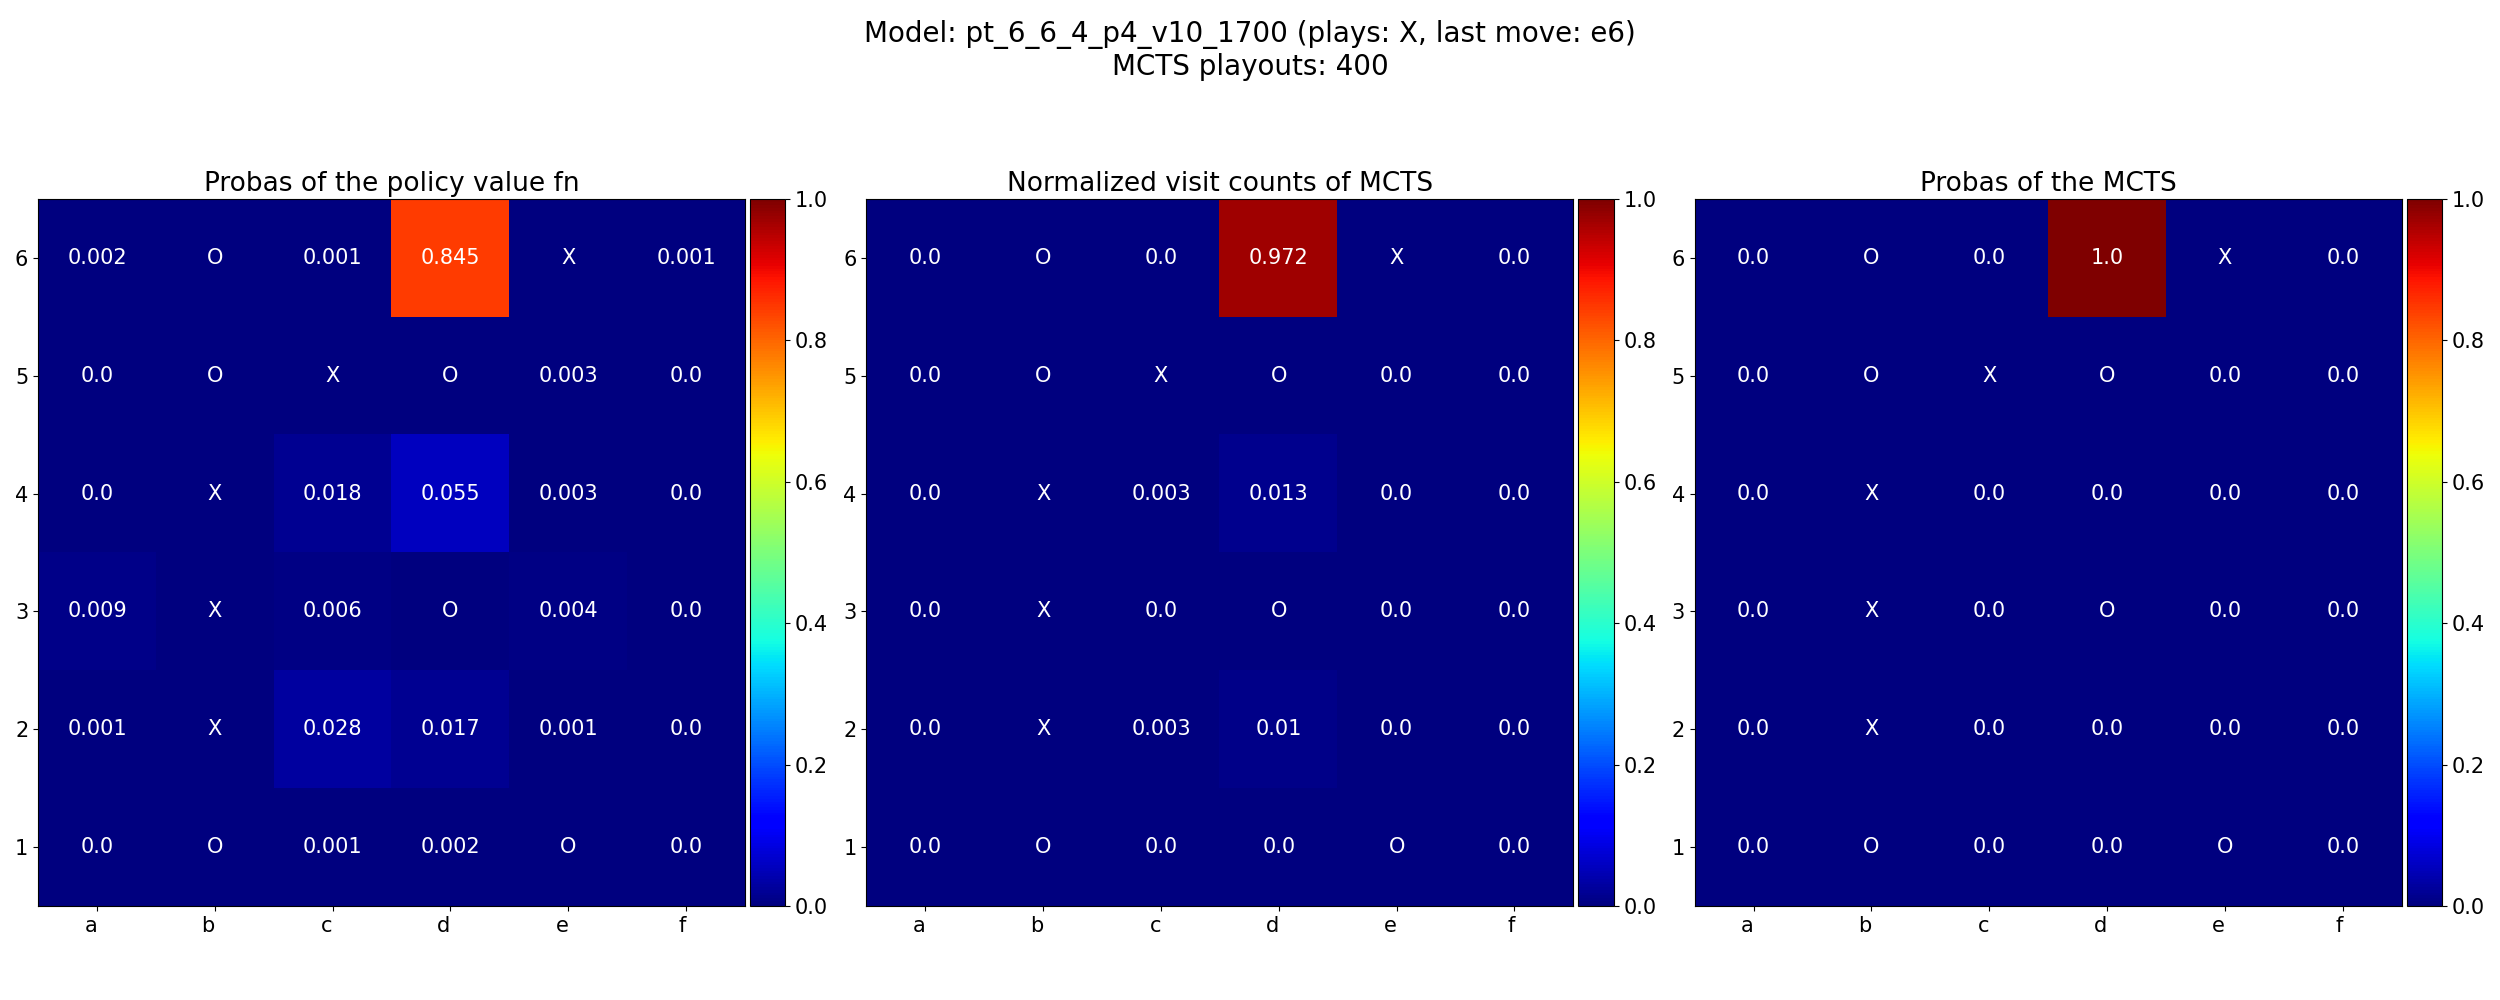 Model: pt_6_6_4_p4_v10_1700 (plays: X, last move: e6)
MCTS playouts: 400
Probas of the policy value fn
6 0.002 O 0.001 0.845 X 0.001
5 0.0 O X O 0.003 0.0
4 0.0 X 0.018 0.055 0.003 0.0
3 0.009 X 0.006 O 0.004 0.0
2 0.001 X 0.028 0.017 0.001 0.0
1 0.0 O 0.001 0.002 O 0.0
a b c d e f
1.0
0.8
0.6
0.4
0.2
0.0
Normalized visit counts of MCTS
6 0.0 O 0.0 0.972 X 0.0
5 0.0 O X O 0.0 0.0
4 0.0 X 0.003 0.013 0.0 0.0
3 0.0 X 0.0 O 0.0 0.0
2 0.0 X 0.003 0.01 0.0 0.0
1 0.0 O 0.0 0.0 O 0.0
a b c d e f
1.0
0.8
0.6
0.4
0.2
0.0
Probas of the MCTS
6 0.0 O 0.0 1.0 X 0.0
5 0.0 O X O 0.0 0.0
4 0.0 X 0.0 0.0 0.0 0.0
3 0.0 X 0.0 O 0.0 0.0
2 0.0 X 0.0 0.0 0.0 0.0
1 0.0 O 0.0 0.0 O 0.0
a b c d e f
1.0
0.8
0.6
0.4
0.2
0.0